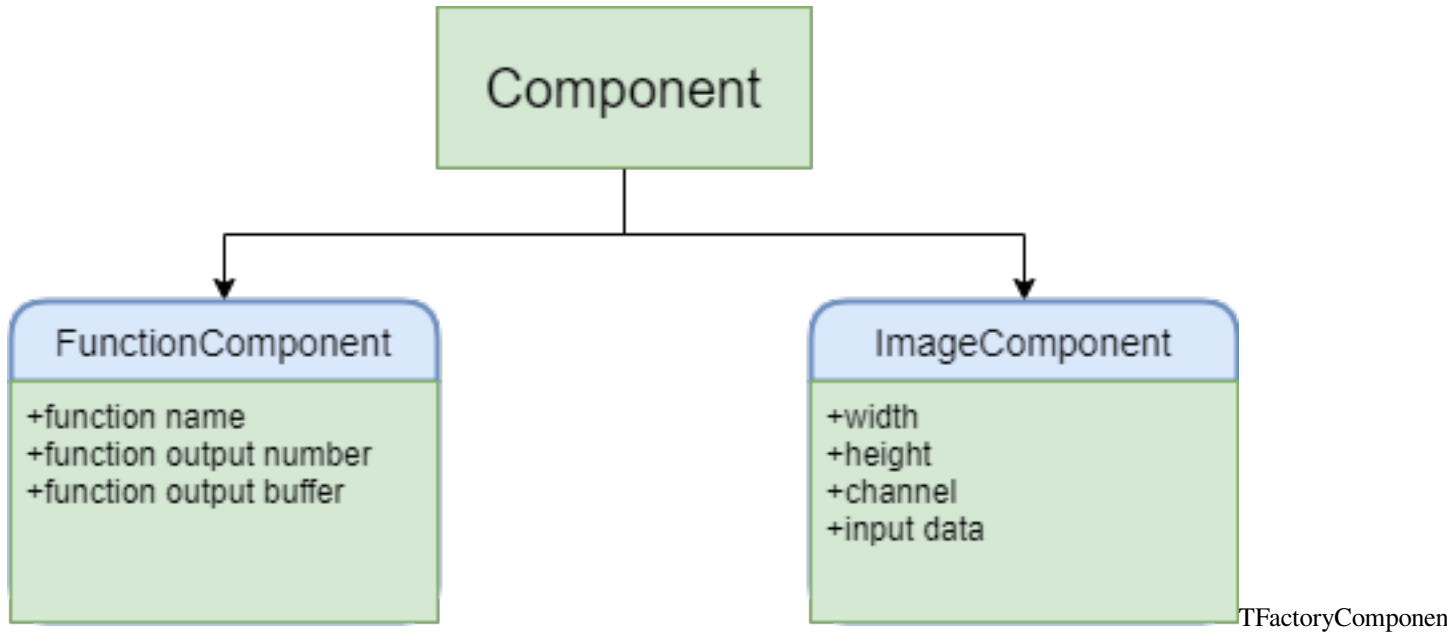 Component
FunctionComponent
+function name
+function output number
+function output buffer
ImageComponent
+width
+height
+channel
+input data
TFactoryComponen